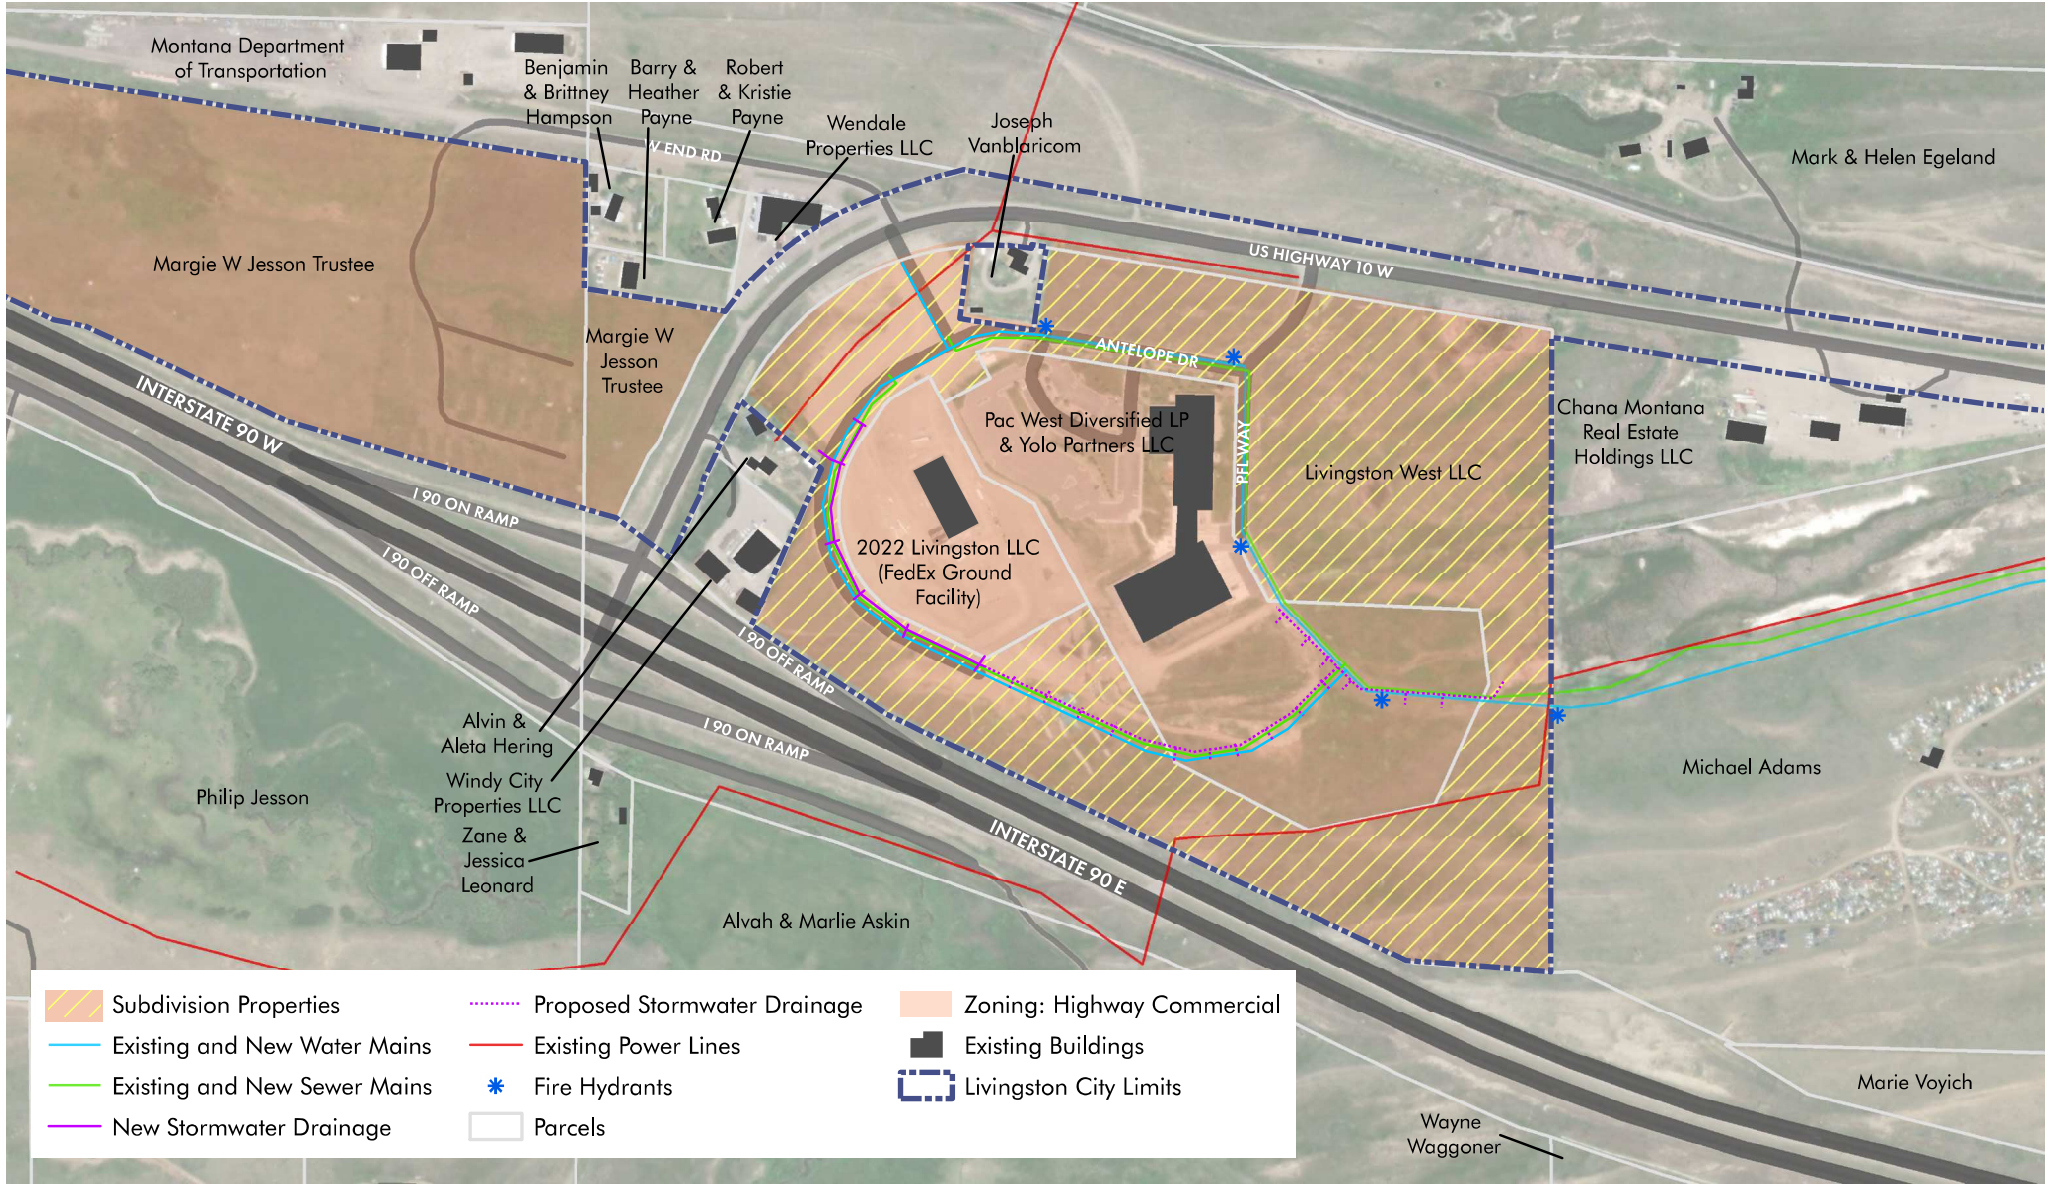 Montana Department
of Transportation
Benjamin
& Brittney
Hampson
Barry &
Heather
Payne
Robert
& Kristie
Payne
Wendale
Properties LLC
Joseph
Vanblaricom
Mark & Helen Egeland
W END RD
US HIGHWAY 10 W
Margie W Jesson Trustee
Margie W
Jesson
Trustee
ANTELOPE DR
INTERSTATE 90 W
Pac West Diversified LP
& Yolo Partners LLC
PFL WAY
Livingston West LLC
Chana Montana
Real Estate
Holdings LLC
I 90 ON RAMP
I 90 OFF RAMP
2022 Livingston LLC
(FedEx Ground
Facility)
I 90 OFF RAMP
Alvin &
Aleta Hering
I 90 ON RAMP
Windy City
Properties LLC
Philip Jesson
Michael Adams
Zane &
Jessica
Leonard
INTERSTATE 90 E
Alvah & Marlie Askin
Subdivision Properties
Existing and New Water Mains
Existing and New Sewer Mains
New Stormwater Drainage
Proposed Stormwater Drainage
Existing Power Lines
Fire Hydrants
Parcels
Zoning: Highway Commercial
Existing Buildings
Livingston City Limits
Marie Voyich
Wayne
Waggoner